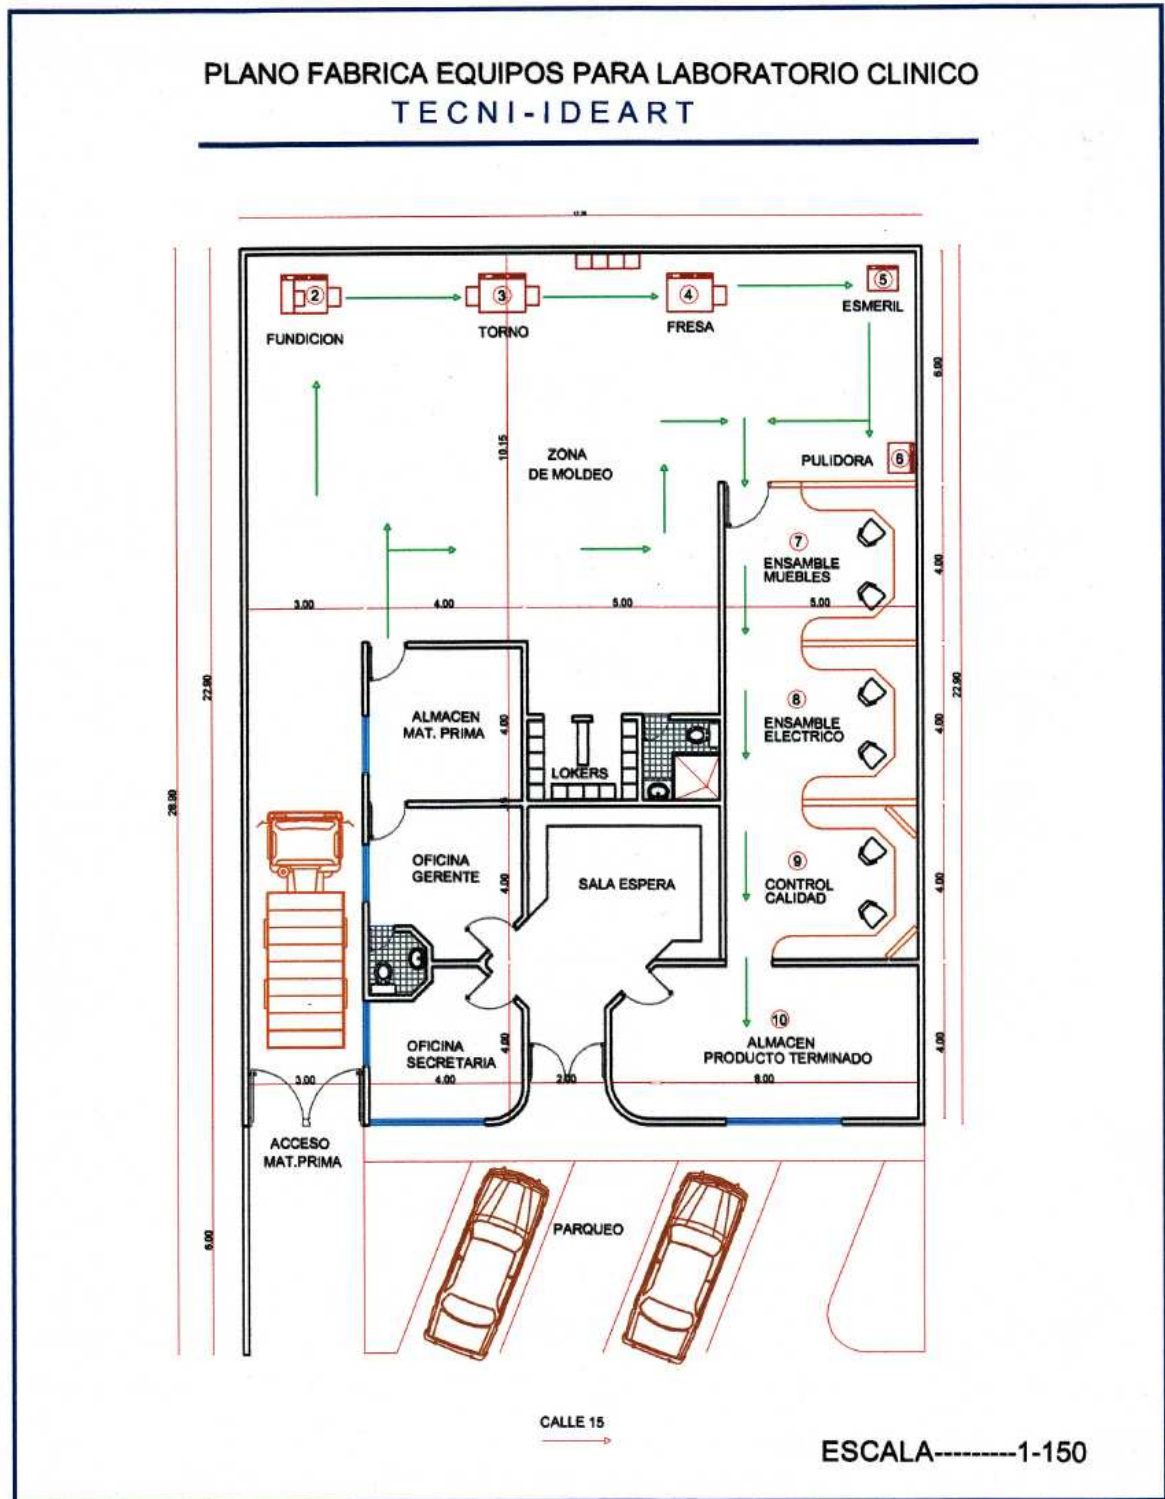 PLANO FABRICA EQUIPOS PARA LABORATORIO CLINICO
TECNI-IDEART
2
3
4
5
FUNDICION
TORNO
FRESA
ESMERIL
6.00
10.15
ZONA
DE MOLDEO
PULIDORA
6
7
ENSAMBLE
MUEBLES
4.00
3.00
4.00
5.00
5.00
22.90
22.90
ALMACEN
MAT. PRIMA
4.00
8
ENSAMBLE
ELECTRICO
4.00
LOKERS
28.90
OFICINA
GERENTE
4.00
SALA ESPERA
9
CONTROL
CALIDAD
4.00
OFICINA
SECRETARIA
4.00
10
ALMACEN
PRODUCTO TERMINADO
4.00
3.00
4.00
2.00
8.00
ACCESO
MAT.PRIMA
6.00
PARQUEO
CALLE 15
ESCALA---------1-150